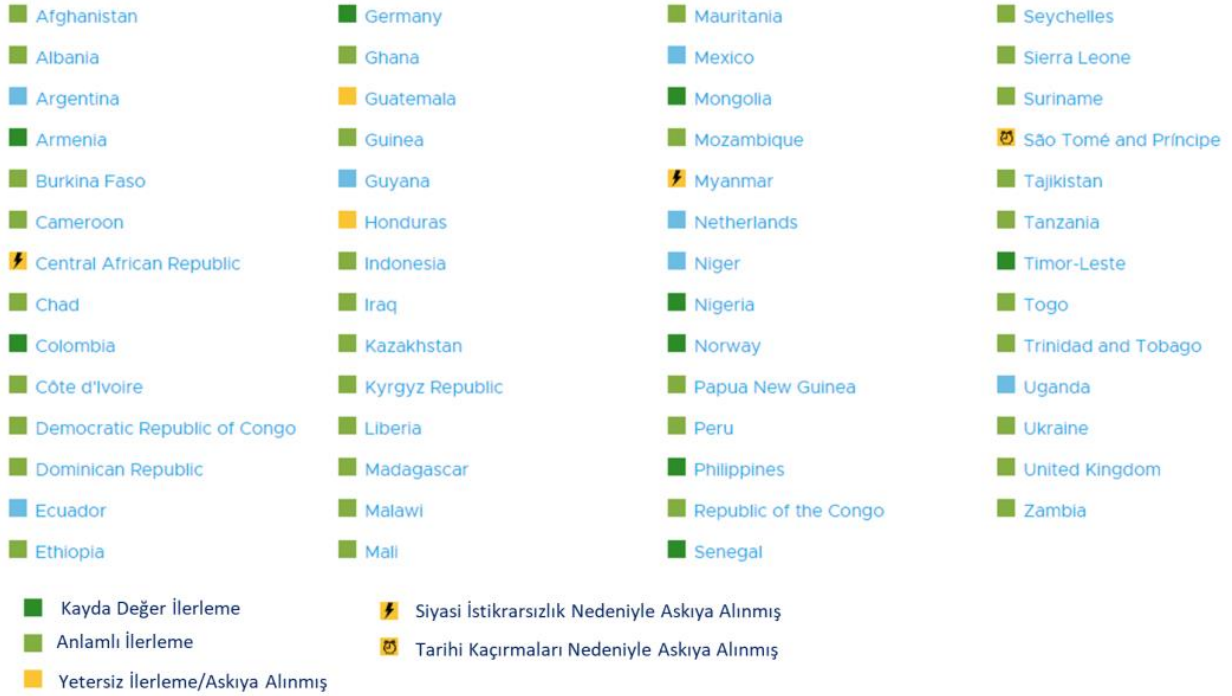 Afghanistan
Albania
Argentina
Armenia
Burkina Faso
Cameroon
Central African Republic
Chad
Colombia
Côte d'Ivoire
Democratic Republic of Congo
Dominican Republic
Ecuador
Ethiopia
Germany
Ghana
Guatemala
Guinea
Guyana
Honduras
Indonesia
Iraq
Kazakhstan
Kyrgyz Republic
Liberia
Madagascar
Malawi
Mali
Mauritania
Mexico
Mongolia
Mozambique
Myanmar
Netherlands
Niger
Nigeria
Norway
Papua New Guinea
Peru
Philippines
Republic of the Congo
Senegal
Seychelles
Sierra Leone
Suriname
São Tomé and Príncipe
Tajikistan
Tanzania
Timor-Leste
Togo
Trinidad and Tobago
Uganda
Ukraine
United Kingdom
Zambia
Kayda Değer İlerleme
Anlamlı İlerleme
Yetersiz İlerleme/Askıya Alınmış
Siyasi İstikrarsızlık Nedeniyle Askıya Alınmış
Tarihi Kaçırmaları Nedeniyle Askıya Alınmış